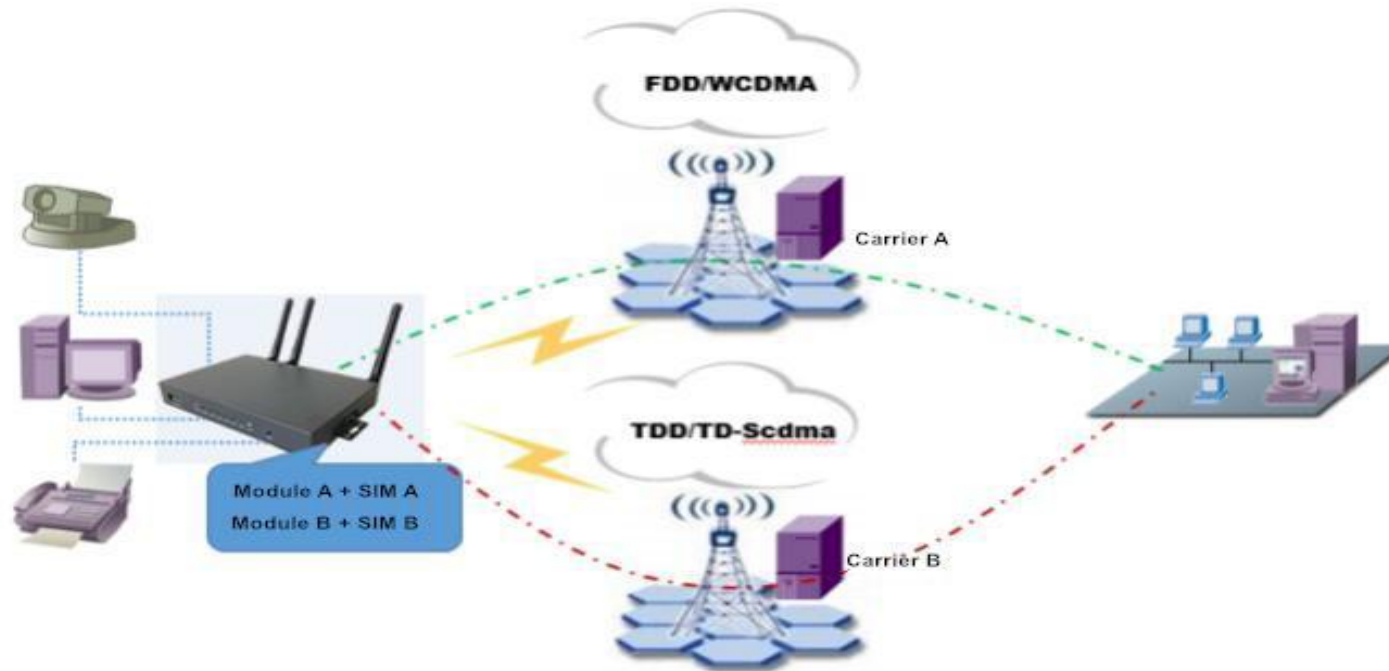 FDD/WCDMA
Carrier A
TDD/TD-Scdma
Module A + SIM A
Module B + SIM B
Carrier B